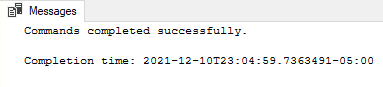 Messages
Commands completed successfully.
Completion time: 2021-12-10T23:04:59.7363491-05:00